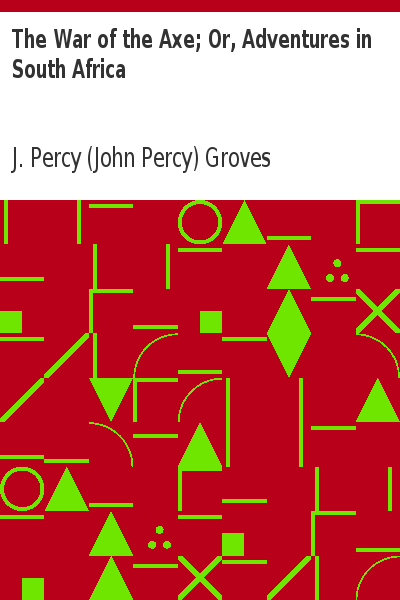 The War of the Axe; Or, Adventures in
South Africa
J. Percy (John Percy) Groves